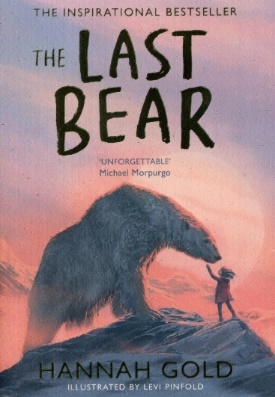 THE INSPIRATIONAL BESTSELLER
THE LAST
BEAR
'UNFORGETTABLE'
Michael Morpurgo
HANNAH GOLD
ILLUSTRATED BY LEVI PINFOLD